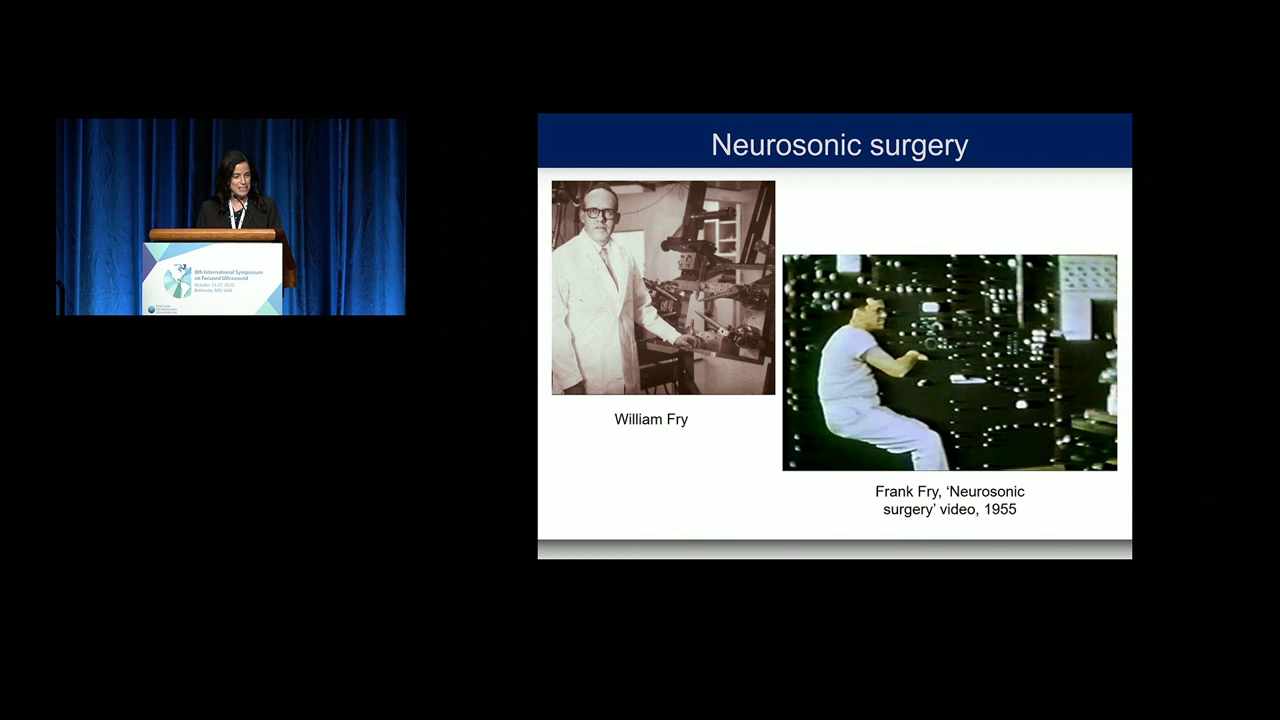 Neurosonic surgery
William Fry
Frank Fry, ‘Neurosonic
surgery’ video, 1955
8th International Symposium
on Focused Ultrasound
October 23-27, 2022
Bethesda, MD, USA